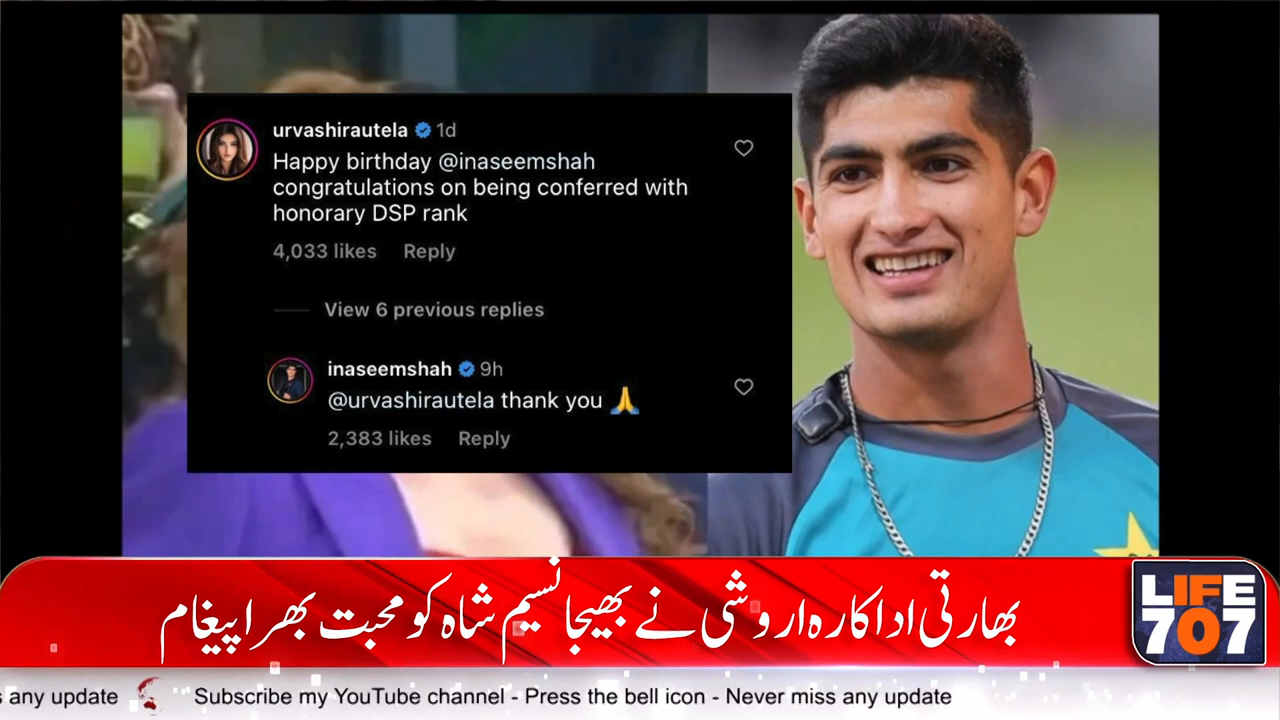 urvashirautela 1d
Happy birthday @inaseemshah
congratulations on being conferred with
honorary DSP rank
4,033 likes Reply
View 6 previous replies
inaseemshah 9h
@urvashirautela thank you 🙏
2,383 likes Reply
بھارتی اداکارہ اروشی نے بھیجا نسیم شاہ کو محبت بھرا پیغام
LIFE
707
s any update Subscribe my YouTube channel - Press the bell icon - Never miss any update